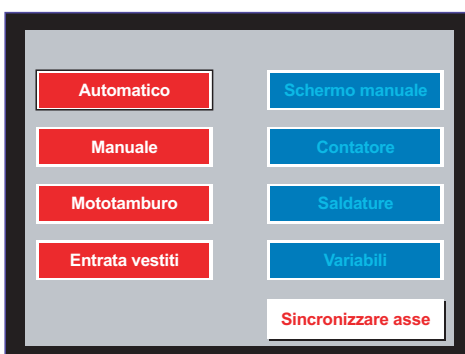 Automatico
Schermo manuale
Manuale
Contatore
Mototamburo
Saldature
Entrata vestiti
Variabili
Sincronizzare asse